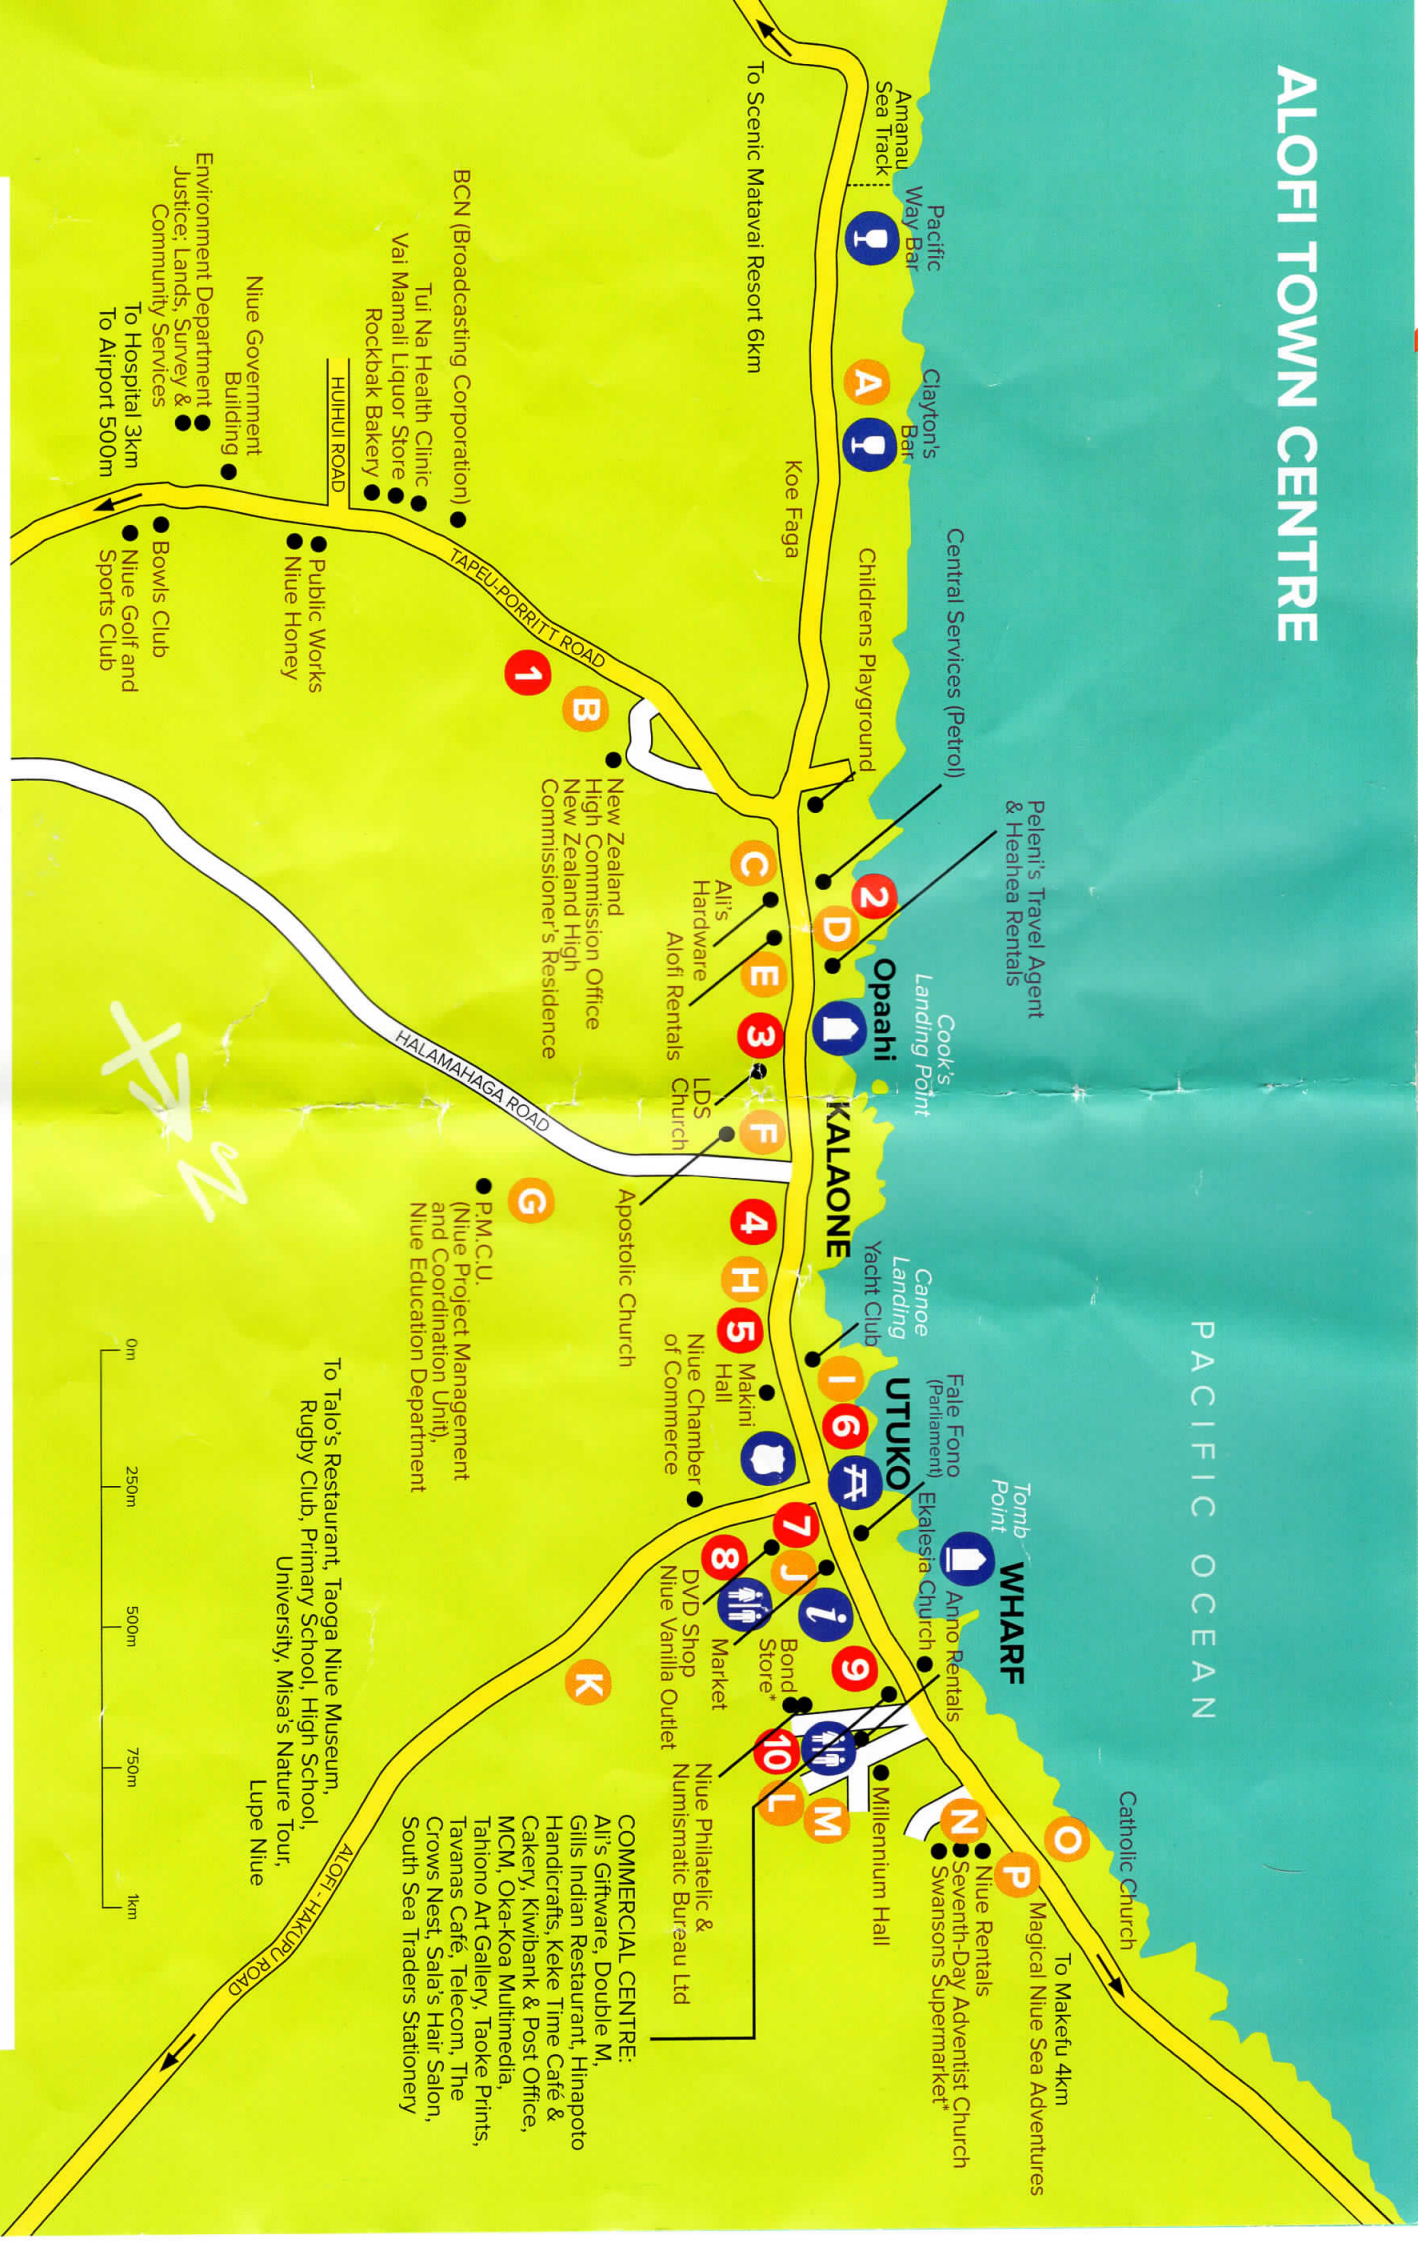 ALOFI TOWN CENTRE
PACIFIC OCEAN
Amanau
Sea Track
Pacific
Way Bar
To Scenic Matavai Resort 6km
A
Clayton's
Bar
Koe Faga
Childrens Playground
Central Services (Petrol)
Peleni's Travel Agent
& Heahea Rentals
BCN (Broadcasting Corporation)
Tui Na Health Clinic
Vai Mamali Liquor Store
Rockbak Bakery
HUIHUI ROAD
Niue Government
Building
Environment Department
Justice; Lands, Survey &
Community Services
To Hospital 3km
To Airport 500m
Bowls Club
Niue Golf and
Sports Club
Public Works
Niue Honey
TAPEU-PORRITT ROAD
1
B
New Zealand
High Commission Office
New Zealand High
Commissioner's Residence
C
Ali's
Hardware
Alofi Rentals
2
D
E
Opaahi
Cook's
Landing Point
3
LDS
Church
F
KALAONE
Apostolic Church
HALAMAHAGA ROAD
G
P.M.C.U.
(Niue Project Management
and Coordination Unit),
Niue Education Department
4
H
5
Canoe
Landing
Yacht Club
Makini
Hall
Niue Chamber
of Commerce
I
6
UTUKO
Fale Fono
(Parliament)
Ekalesia Church
Tomb
Point
WHARF
Anno Rentals
7
8
J
i
9
DVD Shop
Niue Vanilla Outlet
Market
Bond
Store*
10
L
M
K
Niue Philatelic &
Numismatic Bureau Ltd
Millennium Hall
N
O
P
Catholic Church
Niue Rentals
Seventh-Day Adventist Church
Swansons Supermarket*
Magical Niue Sea Adventures
To Makefu 4km
COMMERCIAL CENTRE:
Ali's Giftware, Double M,
Gills Indian Restaurant, Hinapoto
Handicrafts, Keke Time Café &
Cakery, Kiwibank & Post Office,
MCM, Oka-Koa Multimedia,
Tahiono Art Gallery, Taoke Prints,
Tavanas Café, Telecom, The
Crows Nest, Sala's Hair Salon,
South Sea Traders Stationery
To Talo's Restaurant, Taoga Niue Museum,
Rugby Club, Primary School, High School,
University, Misa's Nature Tour,
Lupe Niue
ALOFI - HAKUPU ROAD
0m
250m
500m
750m
1km